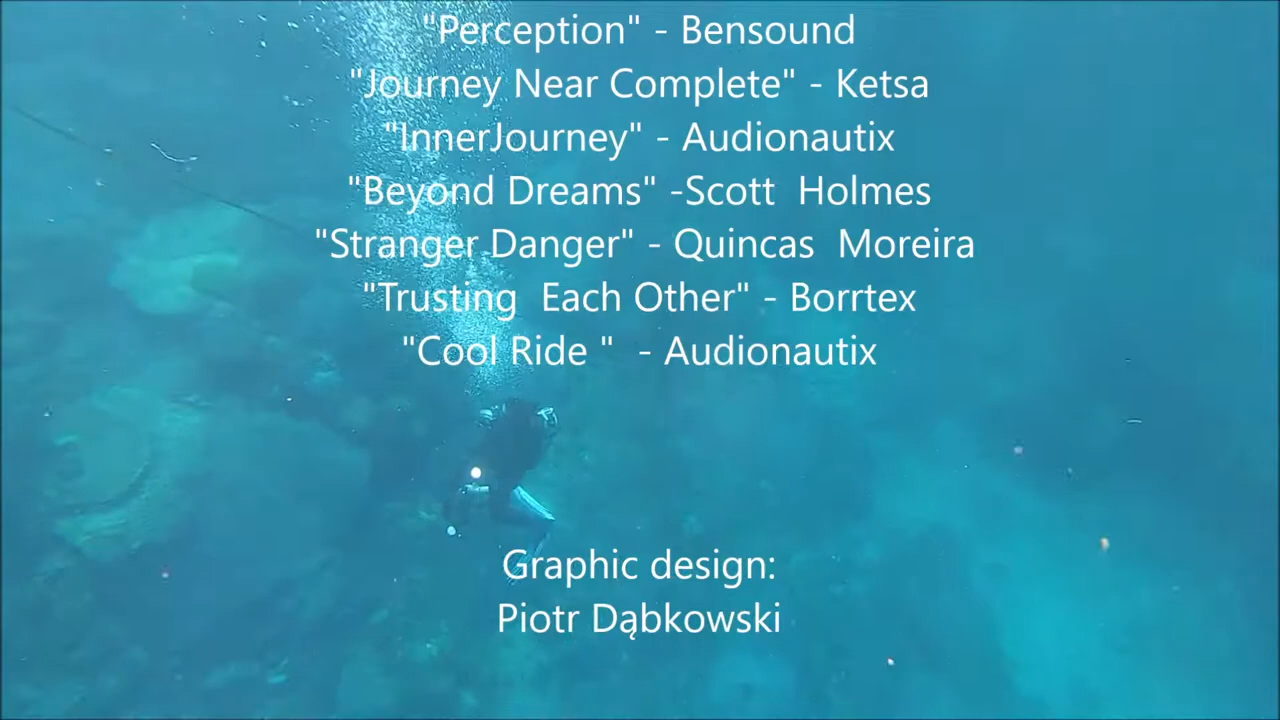 "Perception" - Bensound
"Journey Near Complete" - Ketsa
"InnerJourney" - Audionautix
"Beyond Dreams" -Scott  Holmes
"Stranger Danger" - Quincas  Moreira
"Trusting  Each Other" - Borrtex
"Cool Ride "  - Audionautix
Graphic design:
Piotr Dąbkowski